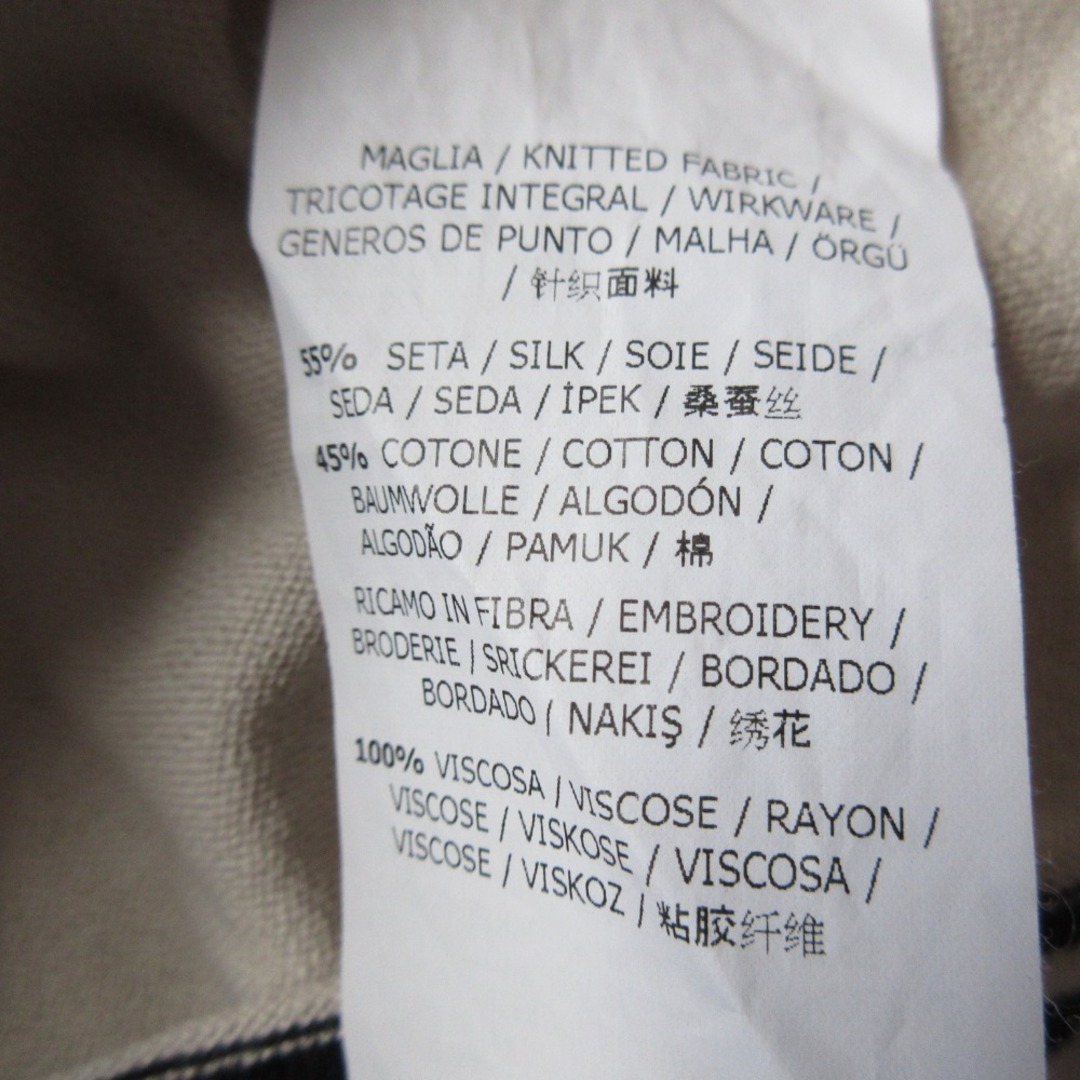 MAGLIA / KNITTED FABRIC /
TRICOTAGE INTEGRAL / WIRKWARE /
GENEROS DE PUNTO / MALHA / ÖRGÜ
/ 针织面料
55% SETA / SILK / SOIE / SEIDE /
SEDA / SEDA / İPEK / 桑蚕丝
45% COTONE / COTTON / COTON /
BAUMWOLLE / ALGODÓN /
ALGODÃO / PAMUK / 棉
RICAMO IN FIBRA / EMBROIDERY /
BRODERIE / SRICKEREI / BORDADO /
BORDADO / NAKIŞ / 绣花
100% VISCOSA / VISCOSE / RAYON /
VISCOSE / VISKOSE / VISCOSA /
VISCOSE / VISKOZ / 粘胶纤维